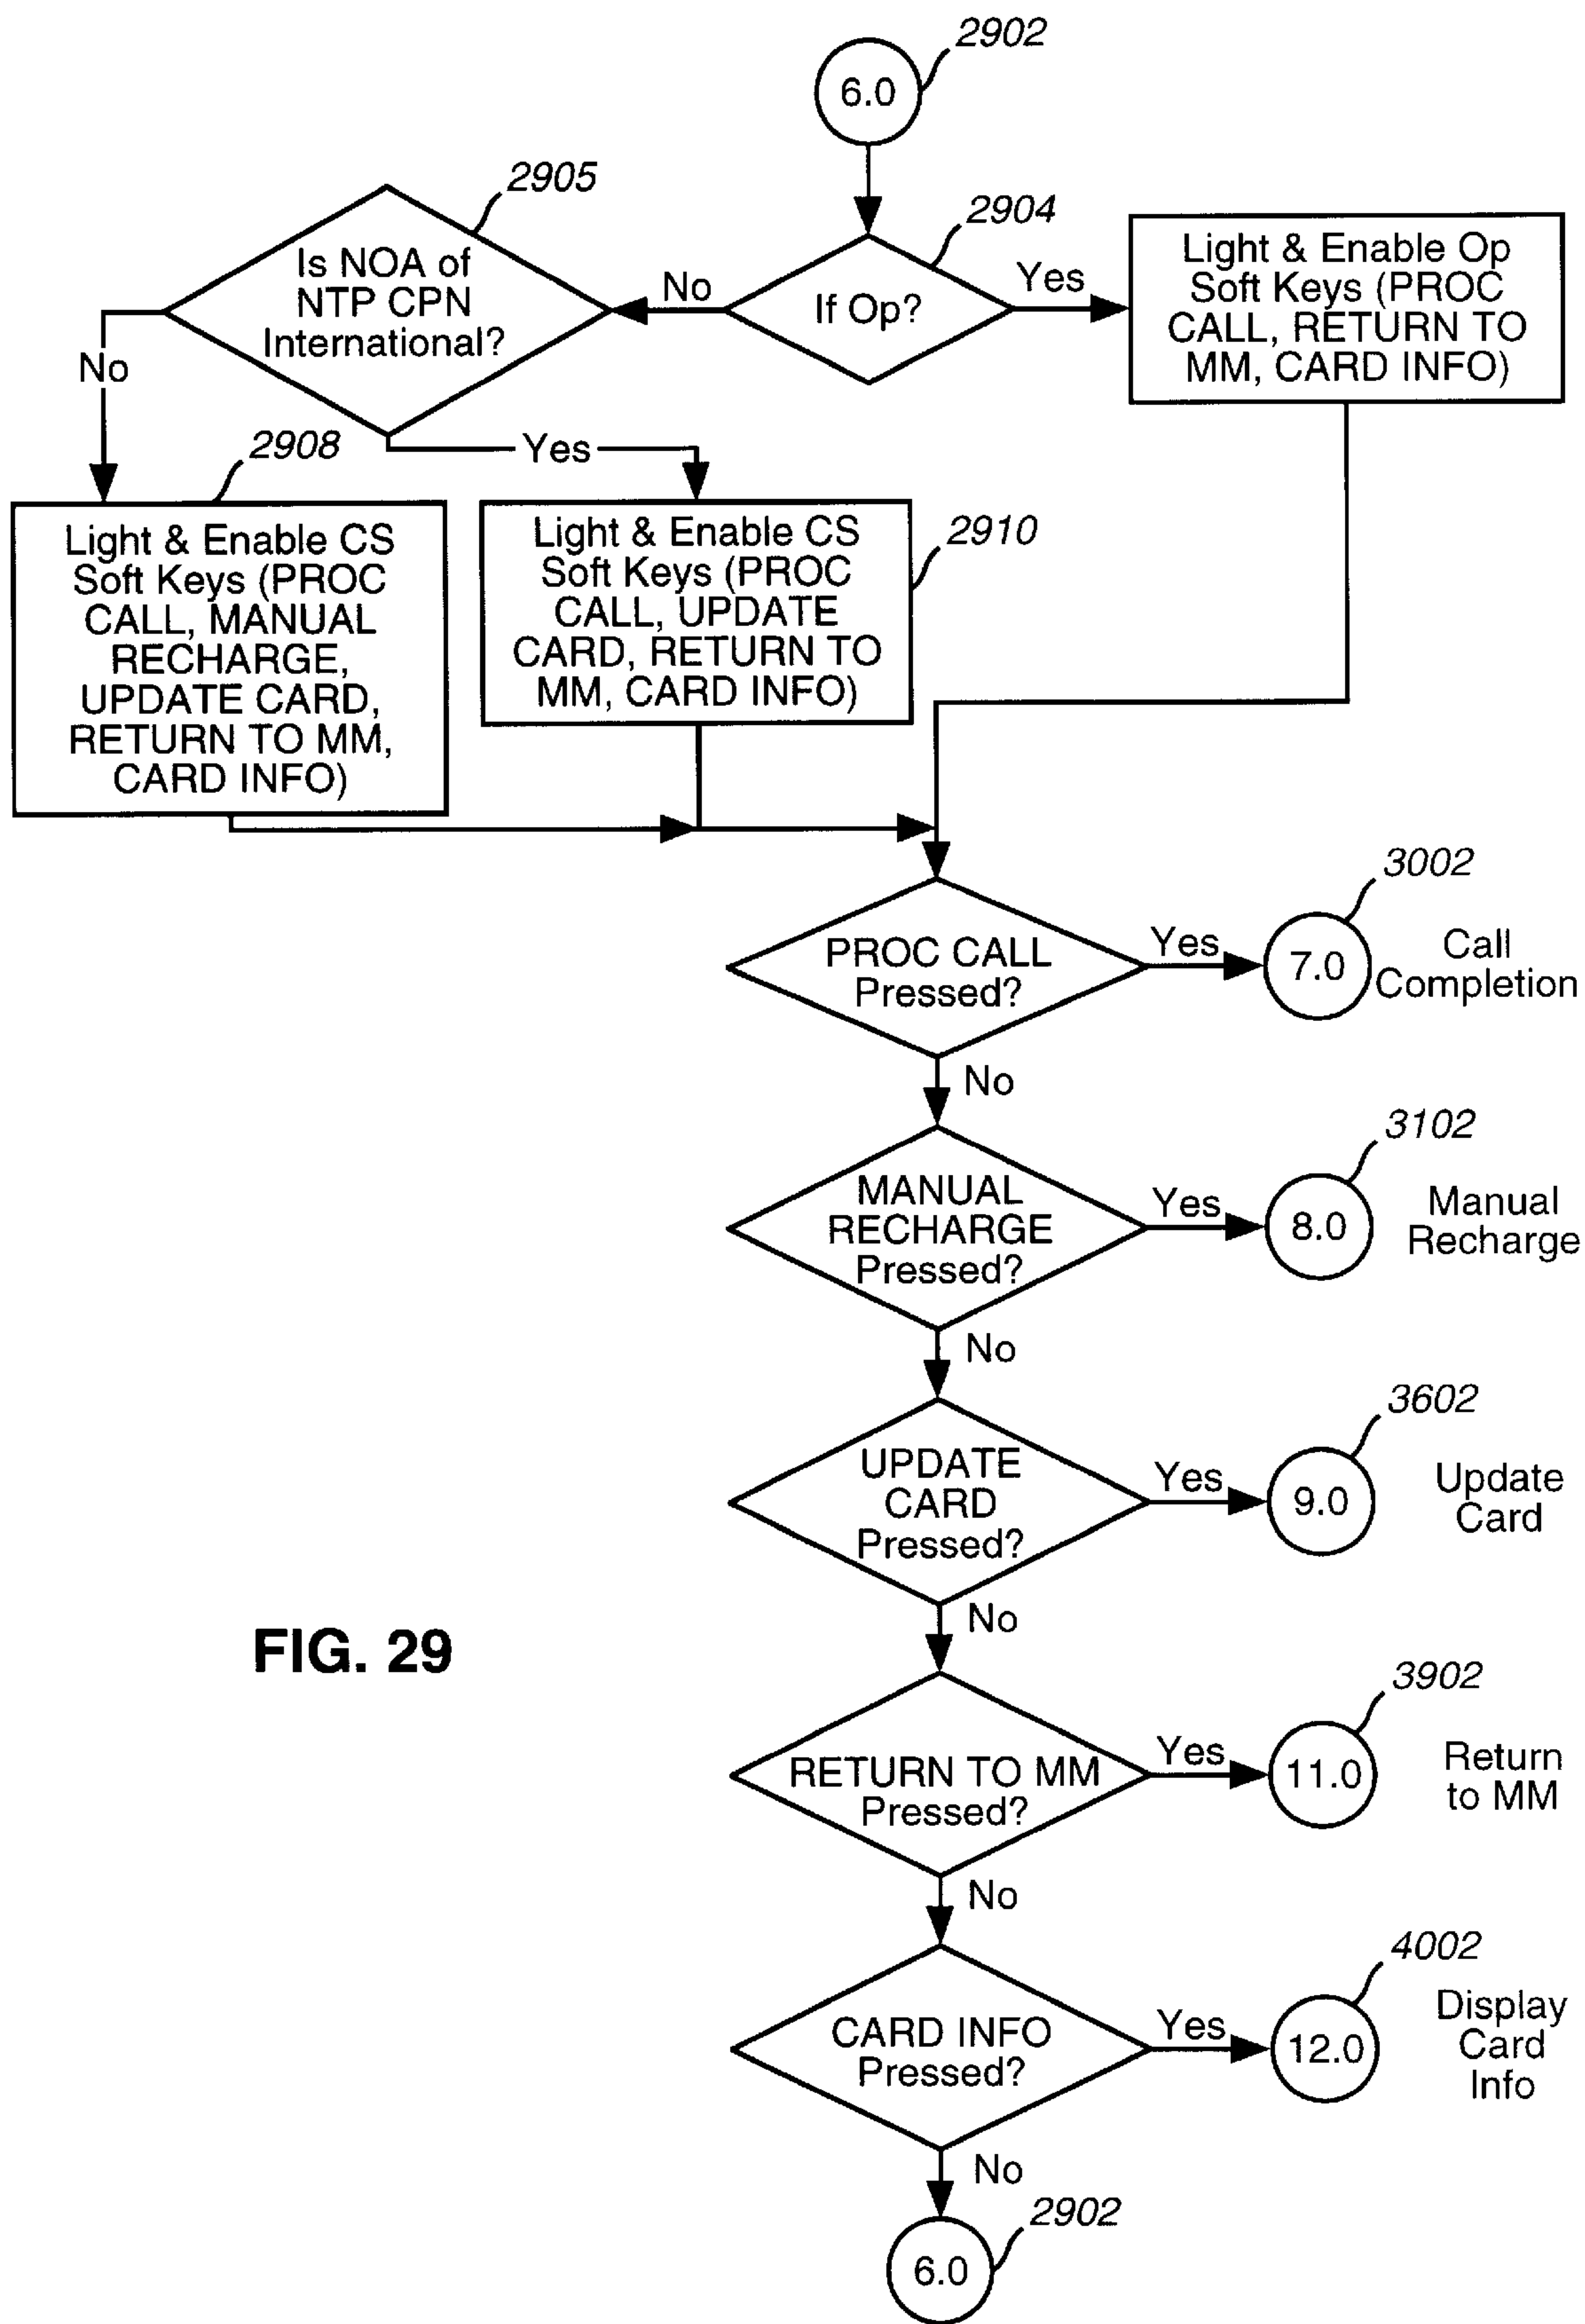 2902
6.0
2905
2904
Is NOA of
NTP CPN
International?
No
If Op?
Yes
Light & Enable Op
Soft Keys (PROC
CALL, RETURN TO
MM, CARD INFO)
No
Yes
2908
Light & Enable CS
Soft Keys (PROC
CALL, MANUAL
RECHARGE,
UPDATE CARD,
RETURN TO MM,
CARD INFO)
Light & Enable CS
Soft Keys (PROC
CALL, UPDATE
CARD, RETURN TO
MM, CARD INFO)
2910
PROC CALL
Pressed?
Yes
3002
7.0
Call
Completion
No
MANUAL
RECHARGE
Pressed?
Yes
3102
8.0
Manual
Recharge
No
UPDATE
CARD
Pressed?
Yes
3602
9.0
Update
Card
No
FIG. 29
RETURN TO MM
Pressed?
Yes
3902
11.0
Return
to MM
No
CARD INFO
Pressed?
Yes
4002
12.0
Display
Card
Info
No
2902
6.0